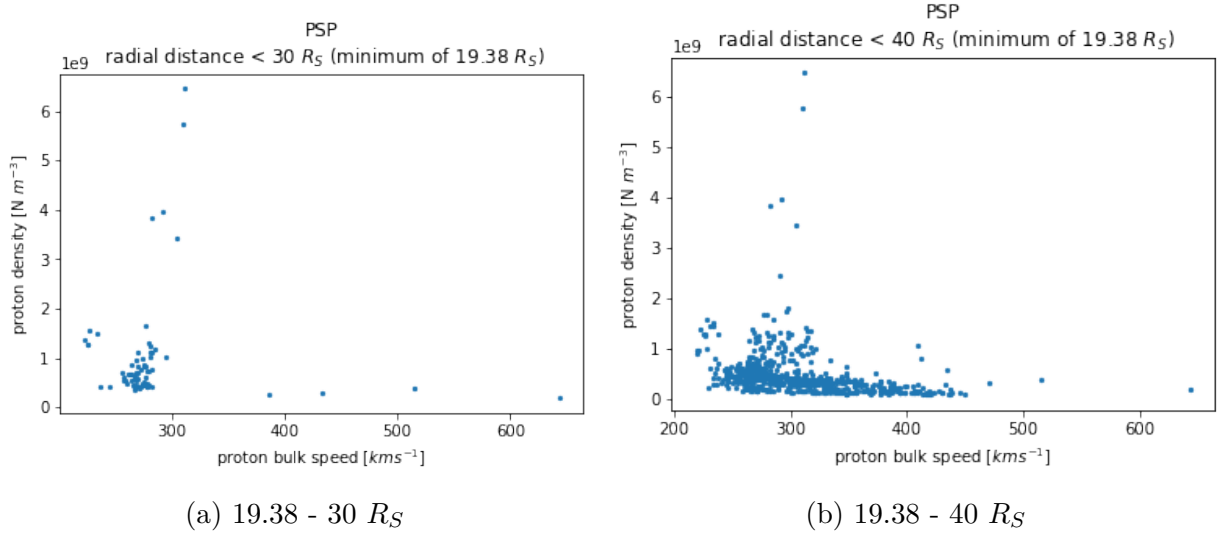 PSP
radial distance < 30 R_S (minimum of 19.38 R_S)
1e9
6
5
4
3
2
1
0
proton density [N m⁻³]
300 400 500 600
proton bulk speed [kms⁻¹]
(a) 19.38 - 30 R_S
PSP
radial distance < 40 R_S (minimum of 19.38 R_S)
1e9
6
5
4
3
2
1
0
proton density [N m⁻³]
200 300 400 500 600
proton bulk speed [kms⁻¹]
(b) 19.38 - 40 R_S